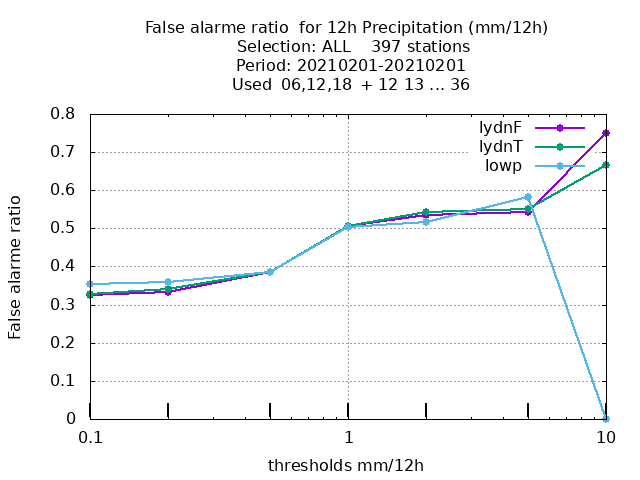 False alarme ratio  for 12h Precipitation (mm/12h)
Selection: ALL    397 stations
Period: 20210201-20210201
Used  06,12,18  + 12 13 ... 36
lydnF
lydnT
lowp
0.8
0.7
0.6
0.5
0.4
0.3
0.2
0.1
0
False alarme ratio
0.1
1
10
thresholds mm/12h